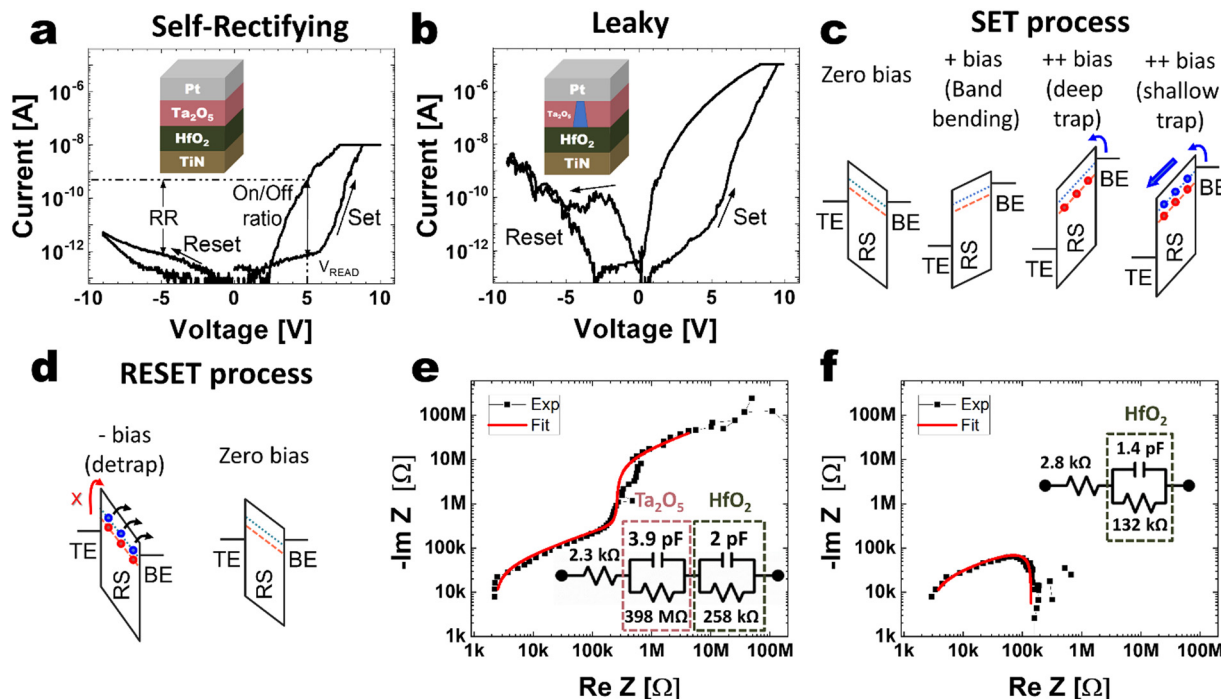 a
Self-Rectifying
Current [A]
10⁻⁶
10⁻⁸
10⁻¹⁰
10⁻¹²
Pt
Ta₂O₅
HfO₂
TiN
On/Off
ratio
RR
Reset
Set
V_READ
-10
-5
0
5
10
Voltage [V]
b
Leaky
Current [A]
10⁻⁶
10⁻⁸
10⁻¹⁰
10⁻¹²
Pt
Ta₂O₅
HfO₂
TiN
Reset
Set
-10
-5
0
5
10
Voltage [V]
c
SET process
Zero bias
+ bias
(Band
bending)
++ bias
(deep
trap)
++ bias
(shallow
trap)
TE
RS
BE
TE
RS
BE
TE
RS
BE
TE
RS
BE
d
RESET process
- bias
(detrap)
Zero bias
X
TE
RS
BE
TE
RS
BE
e
-Im Z [Ω]
100M
10M
1M
100k
10k
1k
Exp
Fit
Ta₂O₅
HfO₂
2.3 kΩ
3.9 pF
2 pF
398 MΩ
258 kΩ
1k
10k
100k
1M
10M
100M
Re Z [Ω]
f
-Im Z [Ω]
100M
10M
1M
100k
10k
1k
Exp
Fit
HfO₂
2.8 kΩ
1.4 pF
132 kΩ
1k
10k
100k
1M
10M
100M
Re Z [Ω]